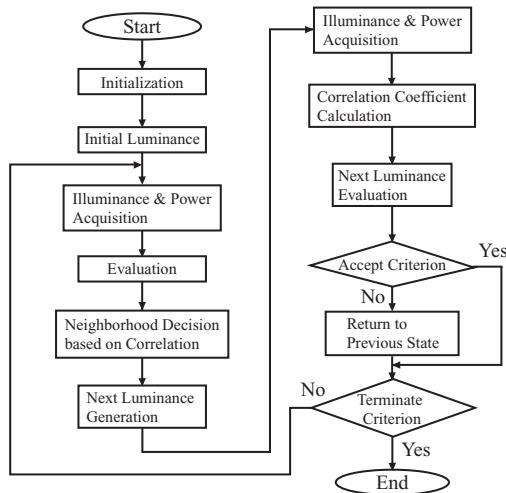 Start
Initialization
Initial Luminance
Illuminance & Power
Acquisition
Evaluation
Neighborhood Decision
based on Correlation
Next Luminance
Generation
Illuminance & Power
Acquisition
Correlation Coefficient
Calculation
Next Luminance
Evaluation
Accept Criterion
Yes
No
Return to
Previous State
No
Terminate
Criterion
Yes
End